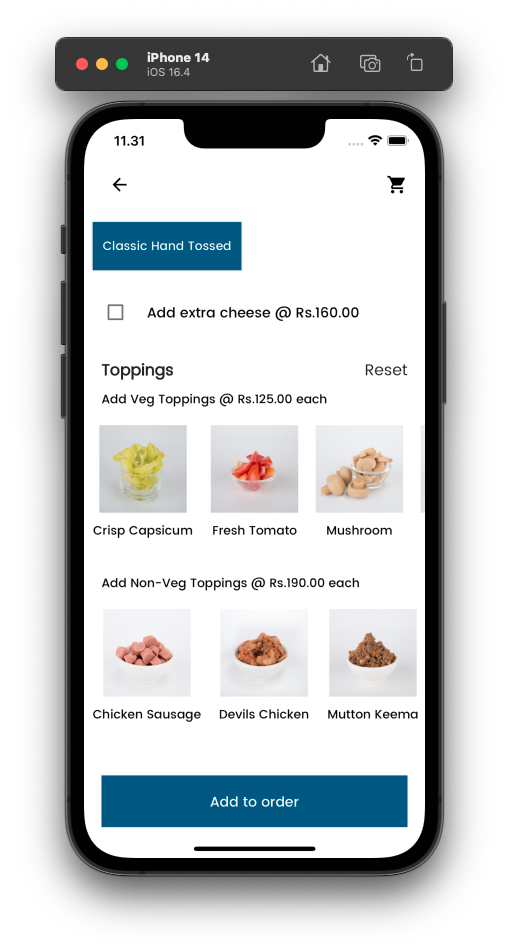 iPhone 14
iOS 16.4
11.31
Classic Hand Tossed
Add extra cheese @ Rs.160.00
Toppings Reset
Add Veg Toppings @ Rs.125.00 each
Crisp Capsicum Fresh Tomato Mushroom
Add Non-Veg Toppings @ Rs.190.00 each
Chicken Sausage Devils Chicken Mutton Keema
Add to order